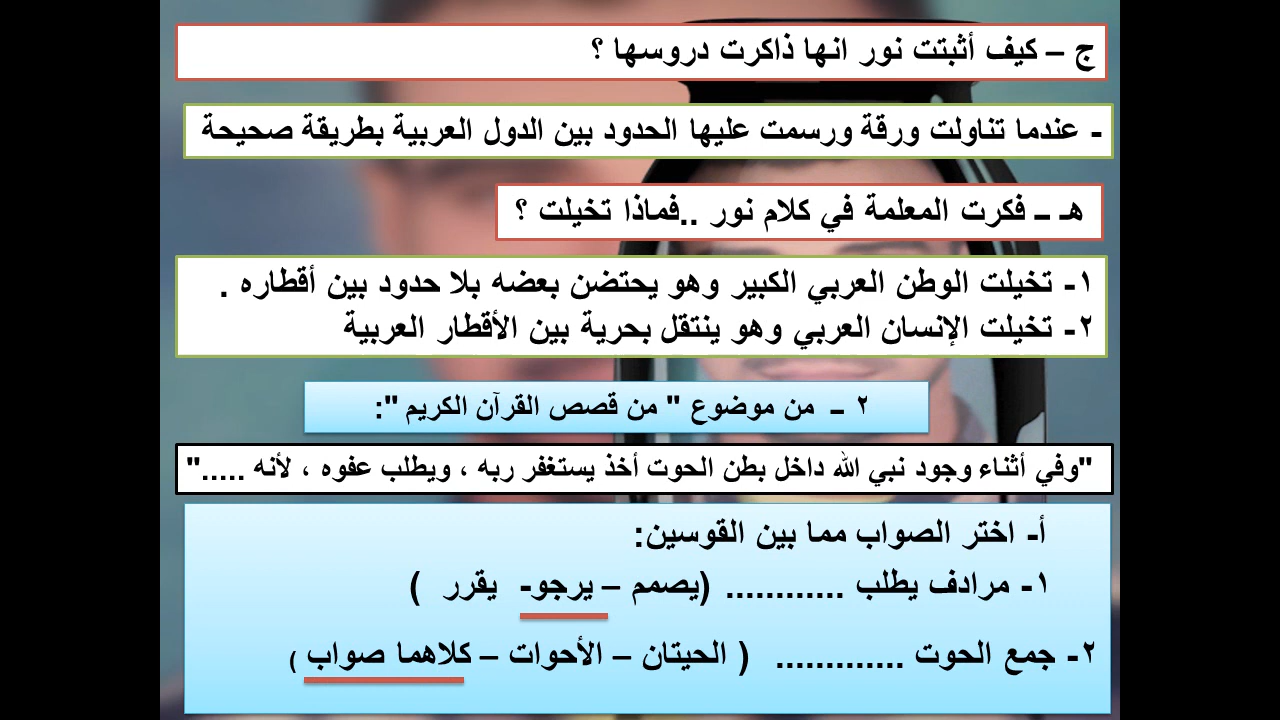 ج – كيف أثبتت نور انها ذاكرت دروسها ؟
- عندما تناولت ورقة ورسمت عليها الحدود بين الدول العربية بطريقة صحيحة
هـ ــ فكرت المعلمة في كلام نور ..فماذا تخيلت ؟
١- تخيلت الوطن العربي الكبير وهو يحتضن بعضه بلا حدود بين أقطاره .
٢- تخيلت الإنسان العربي وهو ينتقل بحرية بين الأقطار العربية
٢ ــ من موضوع " من قصص القرآن الكريم ":
"وفي أثناء وجود نبي الله داخل بطن الحوت أخذ يستغفر ربه ، ويطلب عفوه ، لأنه ....."
أ- اختر الصواب مما بين القوسين:
١- مرادف يطلب ............ (يصمم – يرجو- يقرر )
٢- جمع الحوت ............. ( الحيتان – الأحوات – كلاهما صواب )